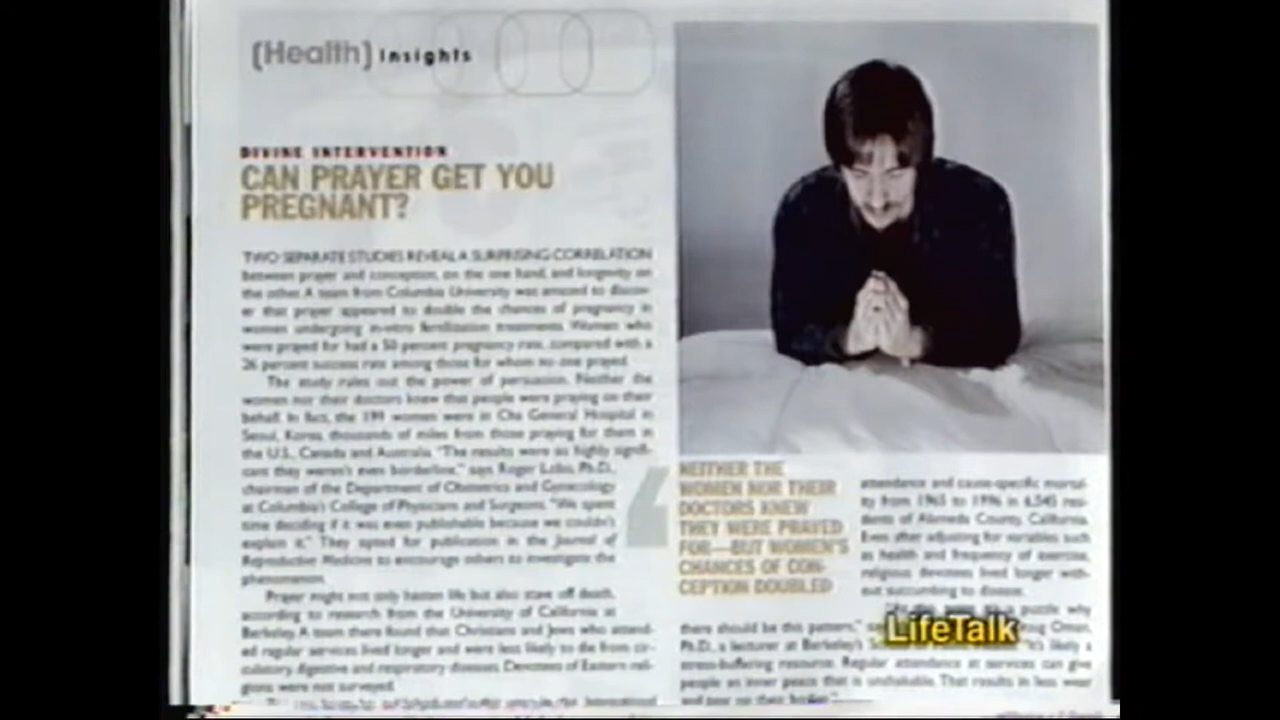 (Health) Insights
DIVINE INTERVENTION
CAN PRAYER GET YOU
PREGNANT?
TWO SEPARATE STUDIES REVEAL A SURPRISING CORRELATION
between prayer and conception, on the one hand, and longevity on
the other. A team from Columbia University was amazed to discov-
er that prayer appeared to double the chances of pregnancy in
women undergoing in-vitro fertilization treatments. Women who
were prayed for had a 50 percent pregnancy rate, compared with a
26 percent success rate among those for whom no one prayed.
The study rules out the power of persuasion. Neither the
women nor their doctors knew that people were praying on their
behalf. In fact, the 199 women were in Cha General Hospital in
Seoul, Korea, thousands of miles from those praying for them in
the U.S., Canada and Australia. "The results were so highly signifi-
cant they weren't even borderline," says Roger Lobo, Ph.D.,
chairman of the Department of Obstetrics and Gynecology
at Columbia's College of Physicians and Surgeons. "We spent
time deciding if it was even publishable because we couldn't
explain it." They opted for publication in the Journal of
Reproductive Medicine to encourage others to investigate the
phenomenon.
Prayer might not only hasten life but also stave off death,
according to research from the University of California at
Berkeley. A team there found that Christians and Jews who attend-
ed regular services lived longer and were less likely to die from cir-
culatory, digestive and respiratory diseases. Devotees of Eastern reli-
gions were not surveyed.
NEITHER THE
WOMEN NOR THEIR
DOCTORS KNEW
THEY WERE PRAYED
FOR—BUT WOMEN'S
CHANCES OF CON-
CEPTION DOUBLED
attendance and cause-specific mortal-
ity from 1965 to 1996 in 6,545 resi-
dents of Alameda County, California.
Even after adjusting for variables such
as health and frequency of exercise,
religious devotees lived longer with-
out succumbing to disease.
puzzle why
there should be this pattern," Oman,
Ph.D., a lecturer at Berkeley's "It's likely a
stress-buffering resource. Regular attendance at services can give
people an inner peace that is unshakable. That results in less wear
and tear on their bodies."
LifeTalk